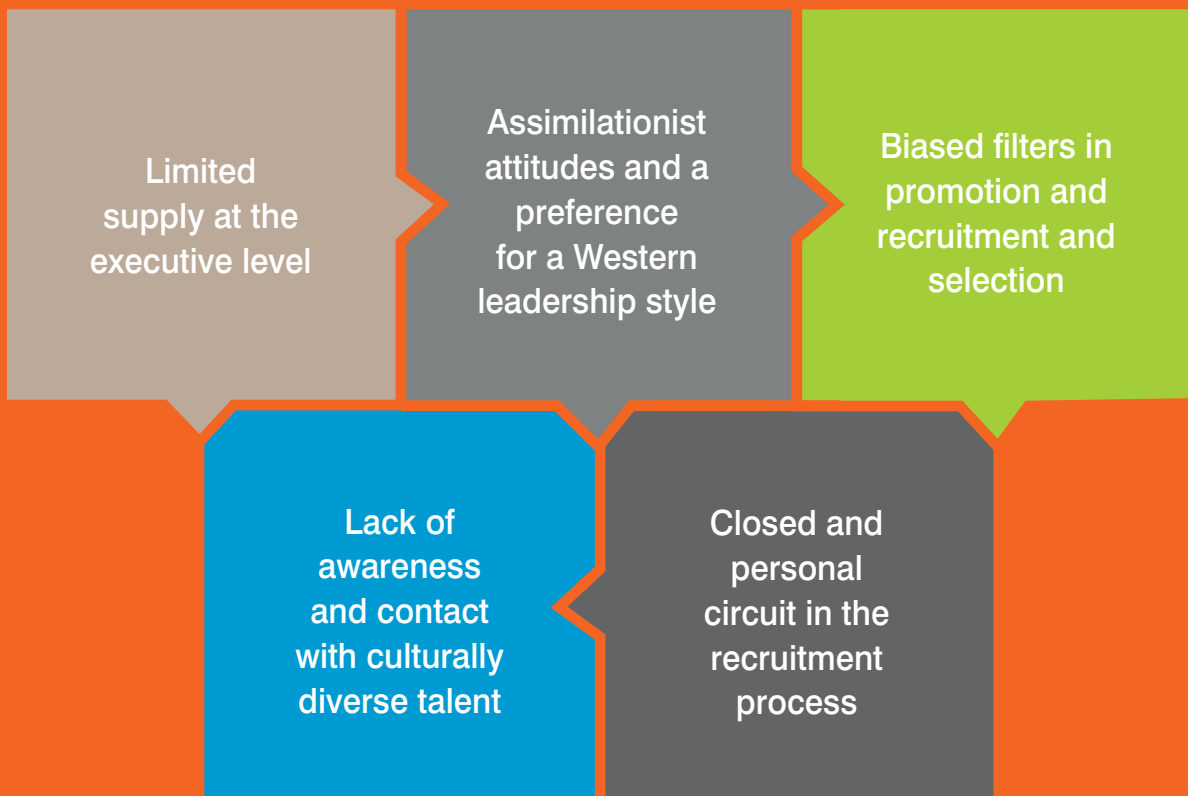 Limited
supply at the
executive level
Assimilationist
attitudes and a
preference
for a Western
leadership style
Biased filters in
promotion and
recruitment and
selection
Lack of
awareness
and contact
with culturally
diverse talent
Closed and
personal
circuit in the
recruitment
process